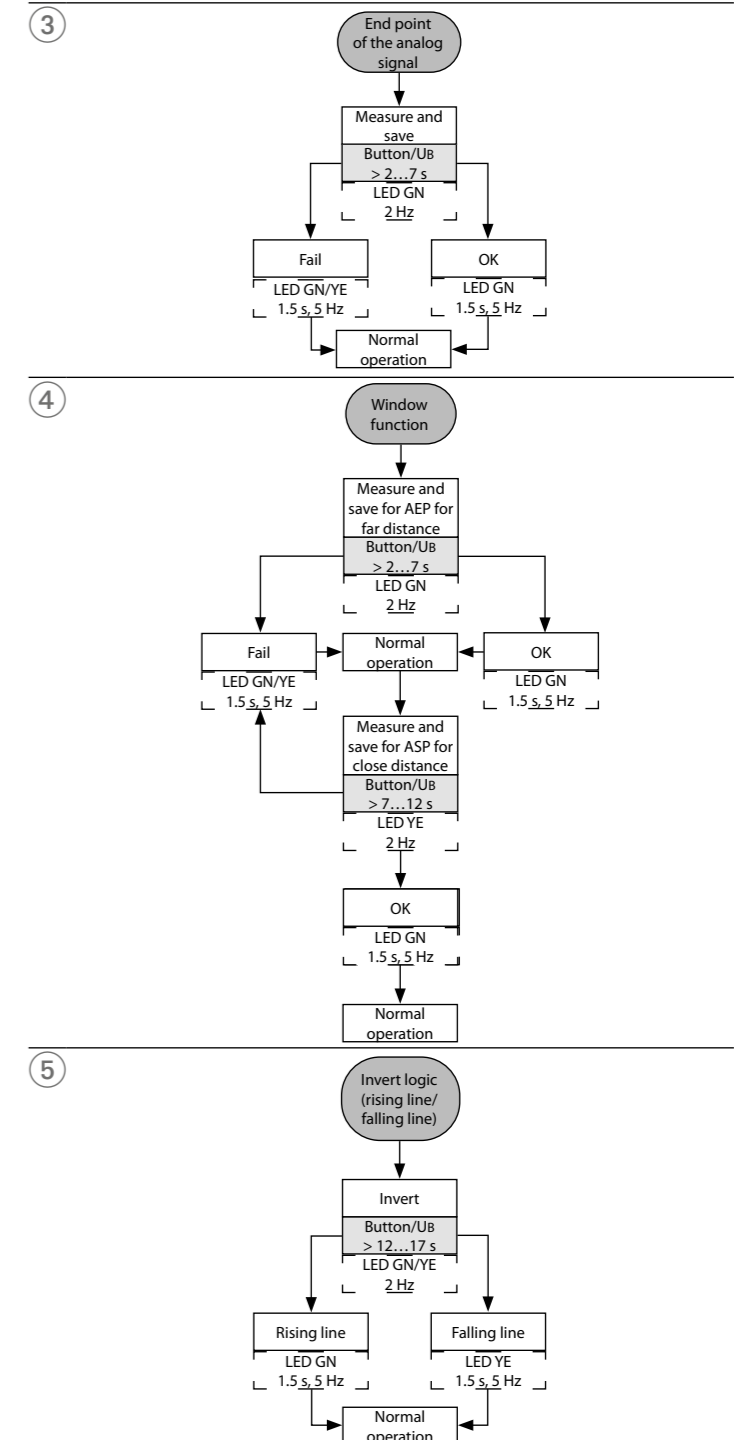 3
End point
of the analog
signal
Measure and
save
Button/UB
> 2…7 s
LED GN
2 Hz
Fail
OK
LED GN/YE
1.5 s, 5 Hz
LED GN
1.5 s, 5 Hz
Normal
operation
4
Window
function
Measure and
save for AEP for
far distance
Button/UB
> 2…7 s
LED GN
2 Hz
Fail
Normal
operation
OK
LED GN/YE
1.5 s, 5 Hz
LED GN
1.5 s, 5 Hz
Measure and
save for ASP for
close distance
Button/UB
> 7…12 s
LED YE
2 Hz
OK
LED GN
1.5 s, 5 Hz
Normal
operation
5
Invert logic
(rising line/
falling line)
Invert
Button/UB
> 12…17 s
LED GN/YE
2 Hz
Rising line
Falling line
LED GN
1.5 s, 5 Hz
LED YE
1.5 s, 5 Hz
Normal
operation